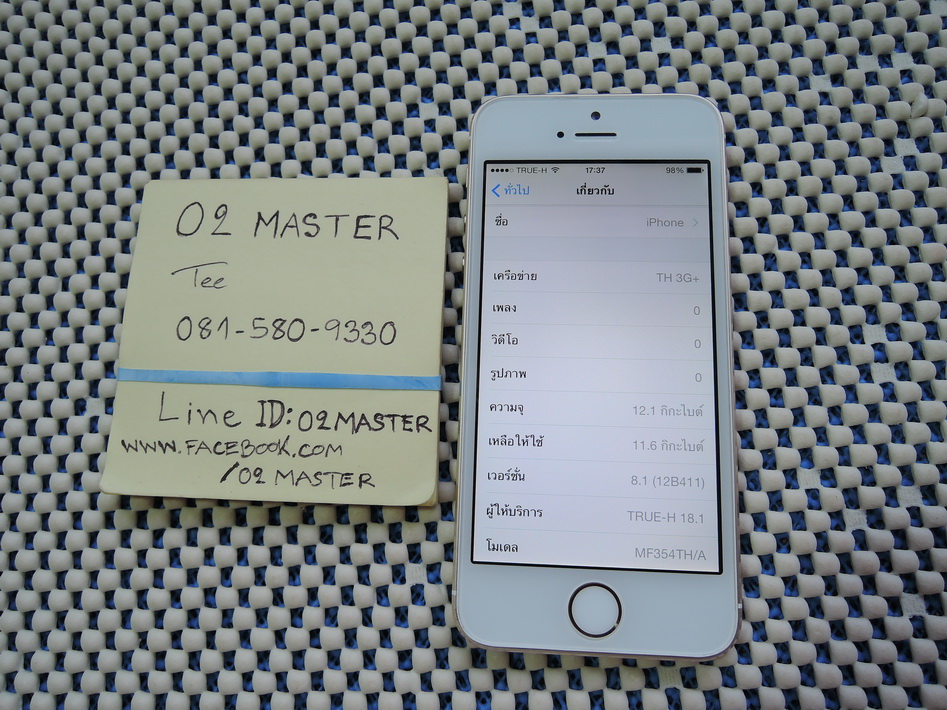 O2 MASTER
Tee
081-580-9330
Line ID: O2MASTER
WWW.FACEBOOK.COM
/O2 MASTER
TRUE-H 17:37 98%
ทั่วไป เกี่ยวกับ
ชื่อ iPhone
เครือข่าย TH 3G+
เพลง 0
วิดีโอ 0
รูปภาพ 0
ความจุ 12.1 กิกะไบต์
เหลือให้ใช้ 11.6 กิกะไบต์
เวอร์ชั่น 8.1 (12B411)
ผู้ให้บริการ TRUE-H 18.1
โมเดล MF354TH/A